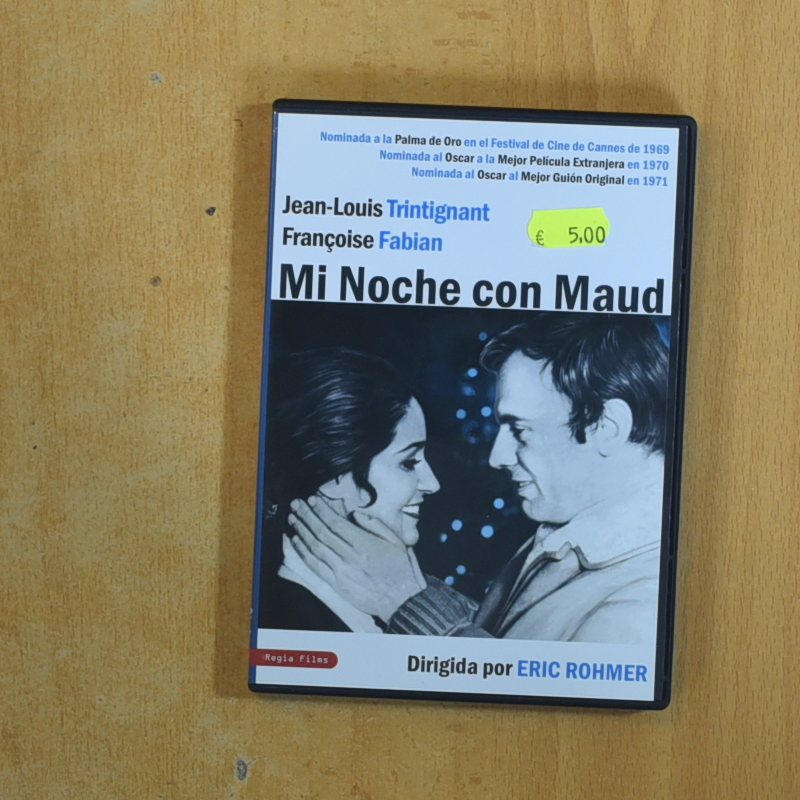 Nominada a la Palma de Oro en el Festival de Cine de Cannes de 1969
Nominada al Oscar a la Mejor Película Extranjera en 1970
Nominada al Oscar al Mejor Guión Original en 1971
Jean-Louis Trintignant
Françoise Fabian
€ 5,00
Mi Noche con Maud
Regia Films
Dirigida por ERIC ROHMER